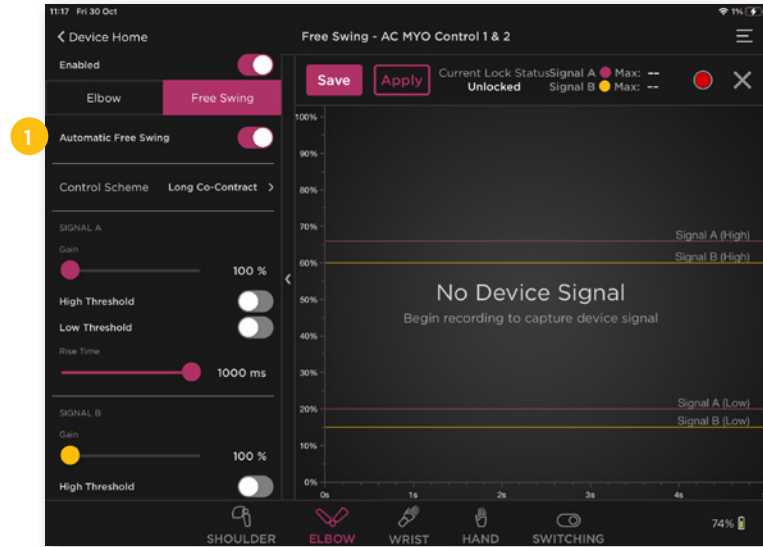 11:17 Fri 30 Oct
1%
Device Home
Free Swing - AC MYO Control 1 & 2
Enabled
Save
Apply
Current Lock Status
Unlocked
Signal A Max: --
Signal B Max: --
Elbow
Free Swing
1
Automatic Free Swing
Control Scheme Long Co-Contract >
SIGNAL A
Gain
100 %
High Threshold
Low Threshold
Rise Time
1000 ms
SIGNAL B
Gain
100 %
High Threshold
100%
90%
80%
70%
Signal A (High)
60%
Signal B (High)
No Device Signal
50%
Begin recording to capture device signal
40%
30%
20%
Signal A (Low)
Signal B (Low)
10%
0%
0s
1s
2s
3s
4s
SHOULDER
ELBOW
WRIST
HAND
SWITCHING
74%